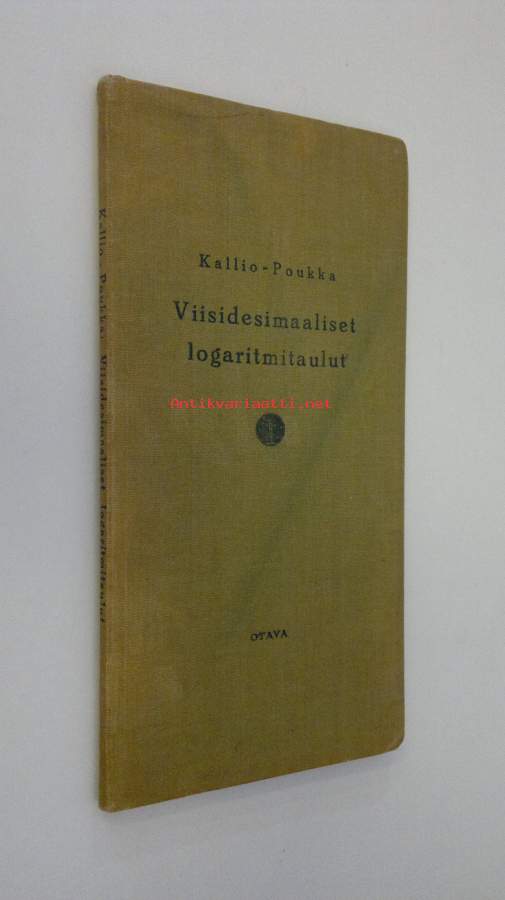 Kallio-Poukka
Viisidesimaaliset
logaritmitaulut
Antikvariaatti.net
OTAVA
Kallio Poukka: Viisidesimaaliset logaritmitaulut